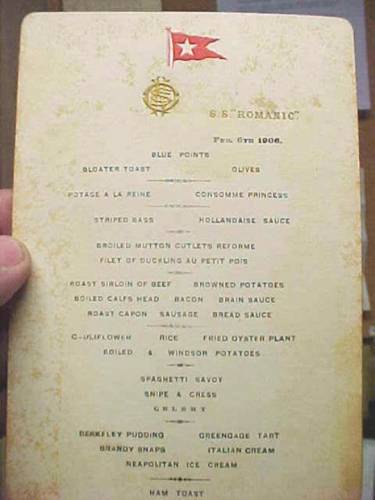 S.S. "ROMANIC".
FEB. 6TH 1906.
BLUE POINTS
BLOATER TOAST OLIVES
POTAGE A LA REINE CONSOMME PRINCESS
STRIPED BASS HOLLANDAISE SAUCE
BROILED MUTTON CUTLETS REFORME
FILET OF DUCKLING AU PETIT POIS
ROAST SIRLOIN OF BEEF BROWNED POTATOES
BOILED CALFS HEAD BACON BRAIN SAUCE
ROAST CAPON SAUSAGE BREAD SAUCE
CAULIFLOWER RICE FRIED OYSTER PLANT
BOILED & WINDSOR POTATOES
SPAGHETTI SAVOY
SNIPE & CRESS
CELERY
BERKELEY PUDDING GREENGAGE TART
BRANDY SNAPS ITALIAN CREAM
NEAPOLITAN ICE CREAM
HAM TOAST